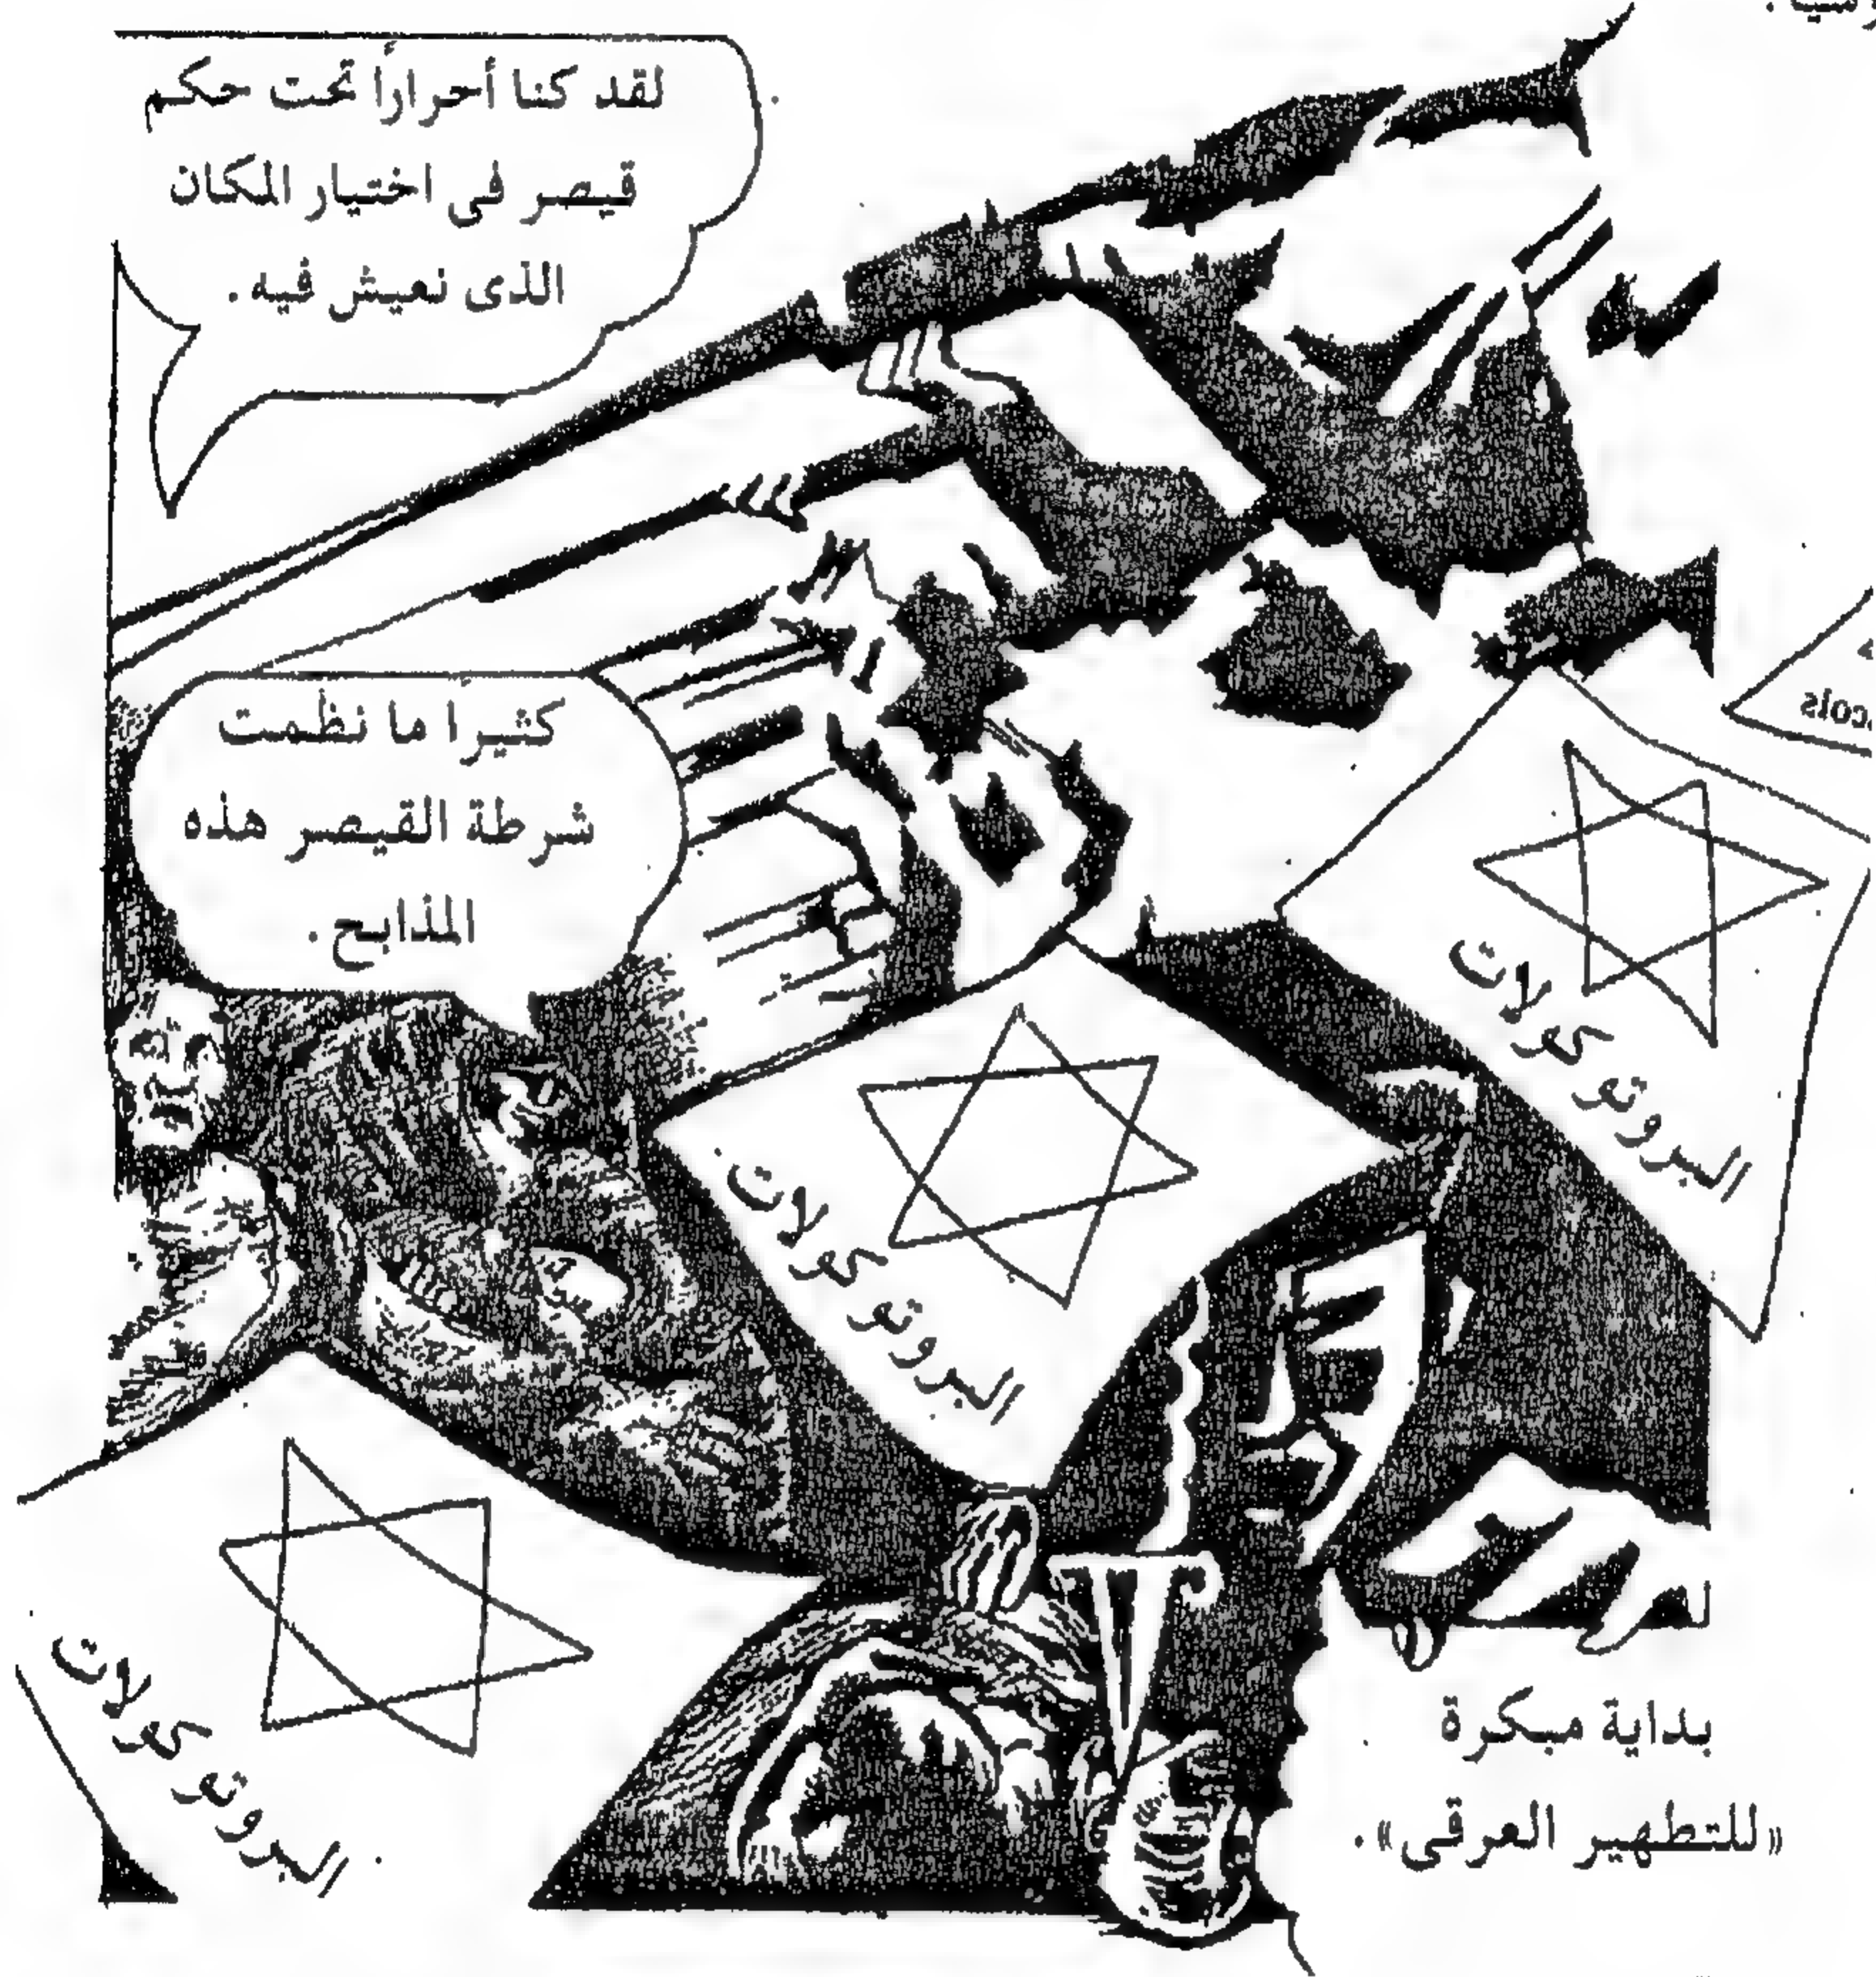 لقد كنا أحراراً تحت حكم
قيصر فى اختيار المكان
الذى نعيش فيه .
كثيراً ما نظمت
شرطة القيصر هذه
المذابح .
cols
البروتوكولات
البروتوكولات
البروتوكولات
بداية مبكرة
«للتطهير العرقى» .